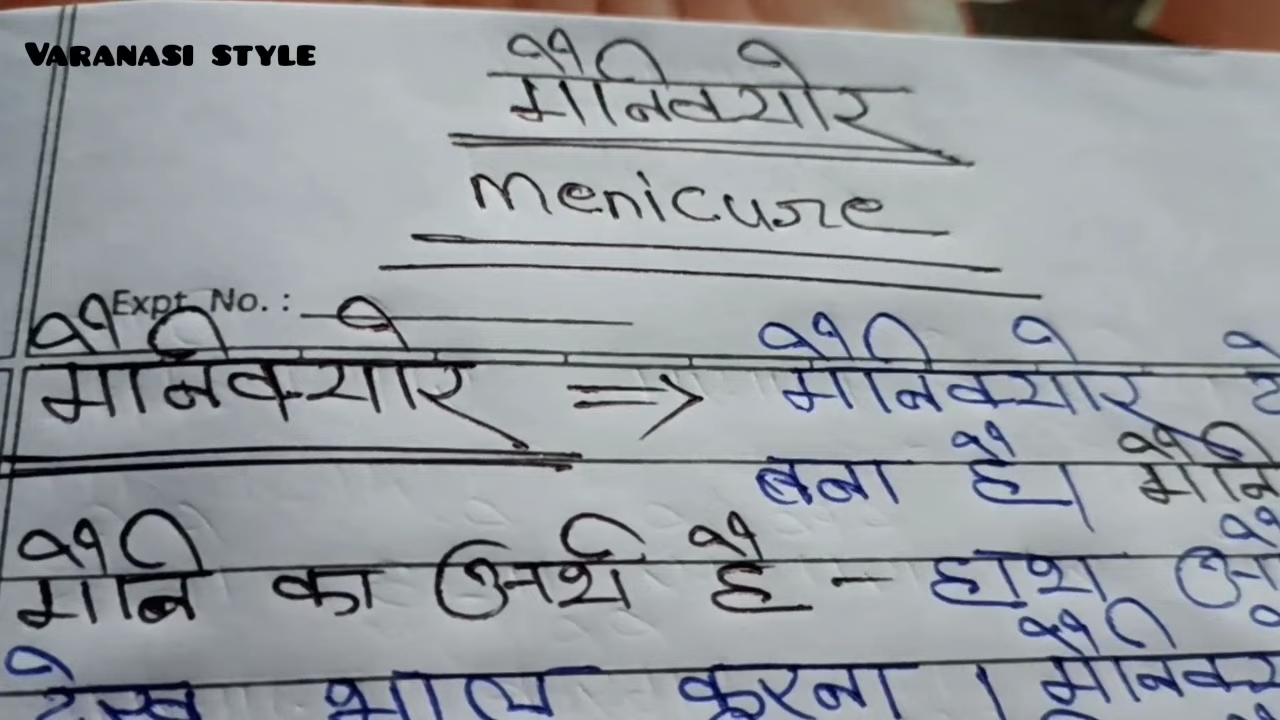 VARANASI STYLE
मैनिक्योर
Menicure
Expt. No. :
मैनिक्योर => मैनिक्योर
बना है। मैनि
मैनि का अर्थ है - हाथ
देख भाल करना । मैनिक्य